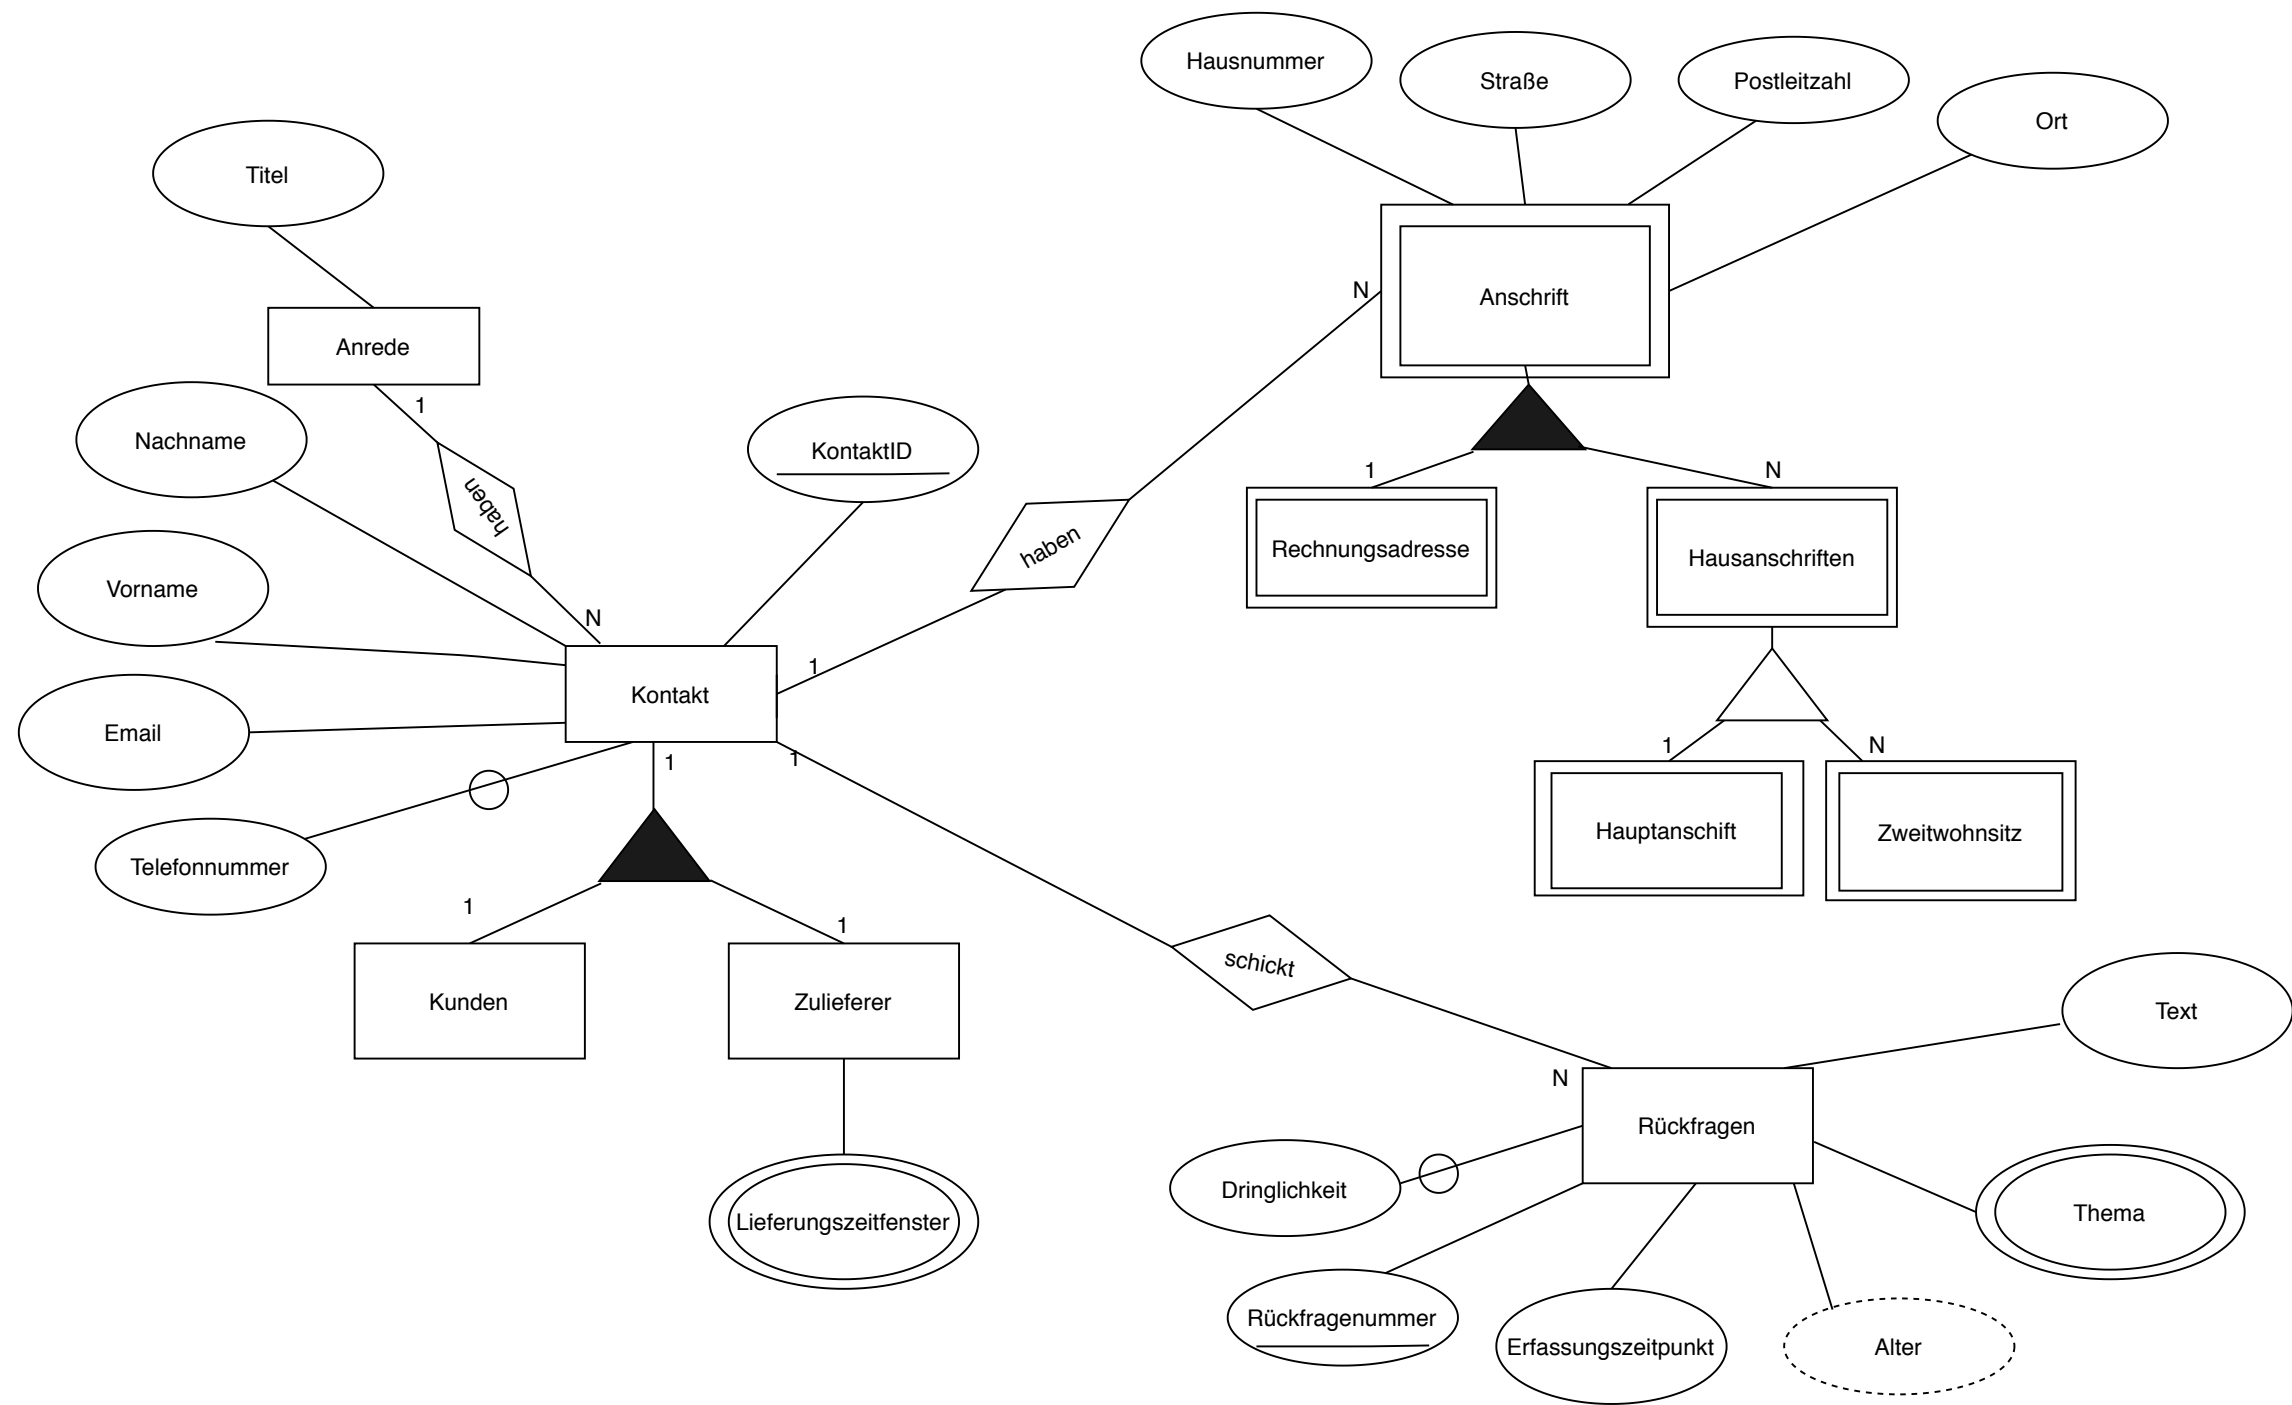 Hausnummer
Straße
Postleitzahl
Ort
Titel
Anschrift
N
Anrede
1
Nachname
KontaktID
haben
haben
1
N
Rechnungsadresse
Hausanschriften
Vorname
N
1
Kontakt
Email
1
1
1
N
Hauptanschift
Zweitwohnsitz
Telefonnummer
1
1
schickt
Kunden
Zulieferer
Text
N
Rückfragen
Dringlichkeit
Thema
Lieferungszeitfenster
Rückfragenummer
Erfassungszeitpunkt
Alter